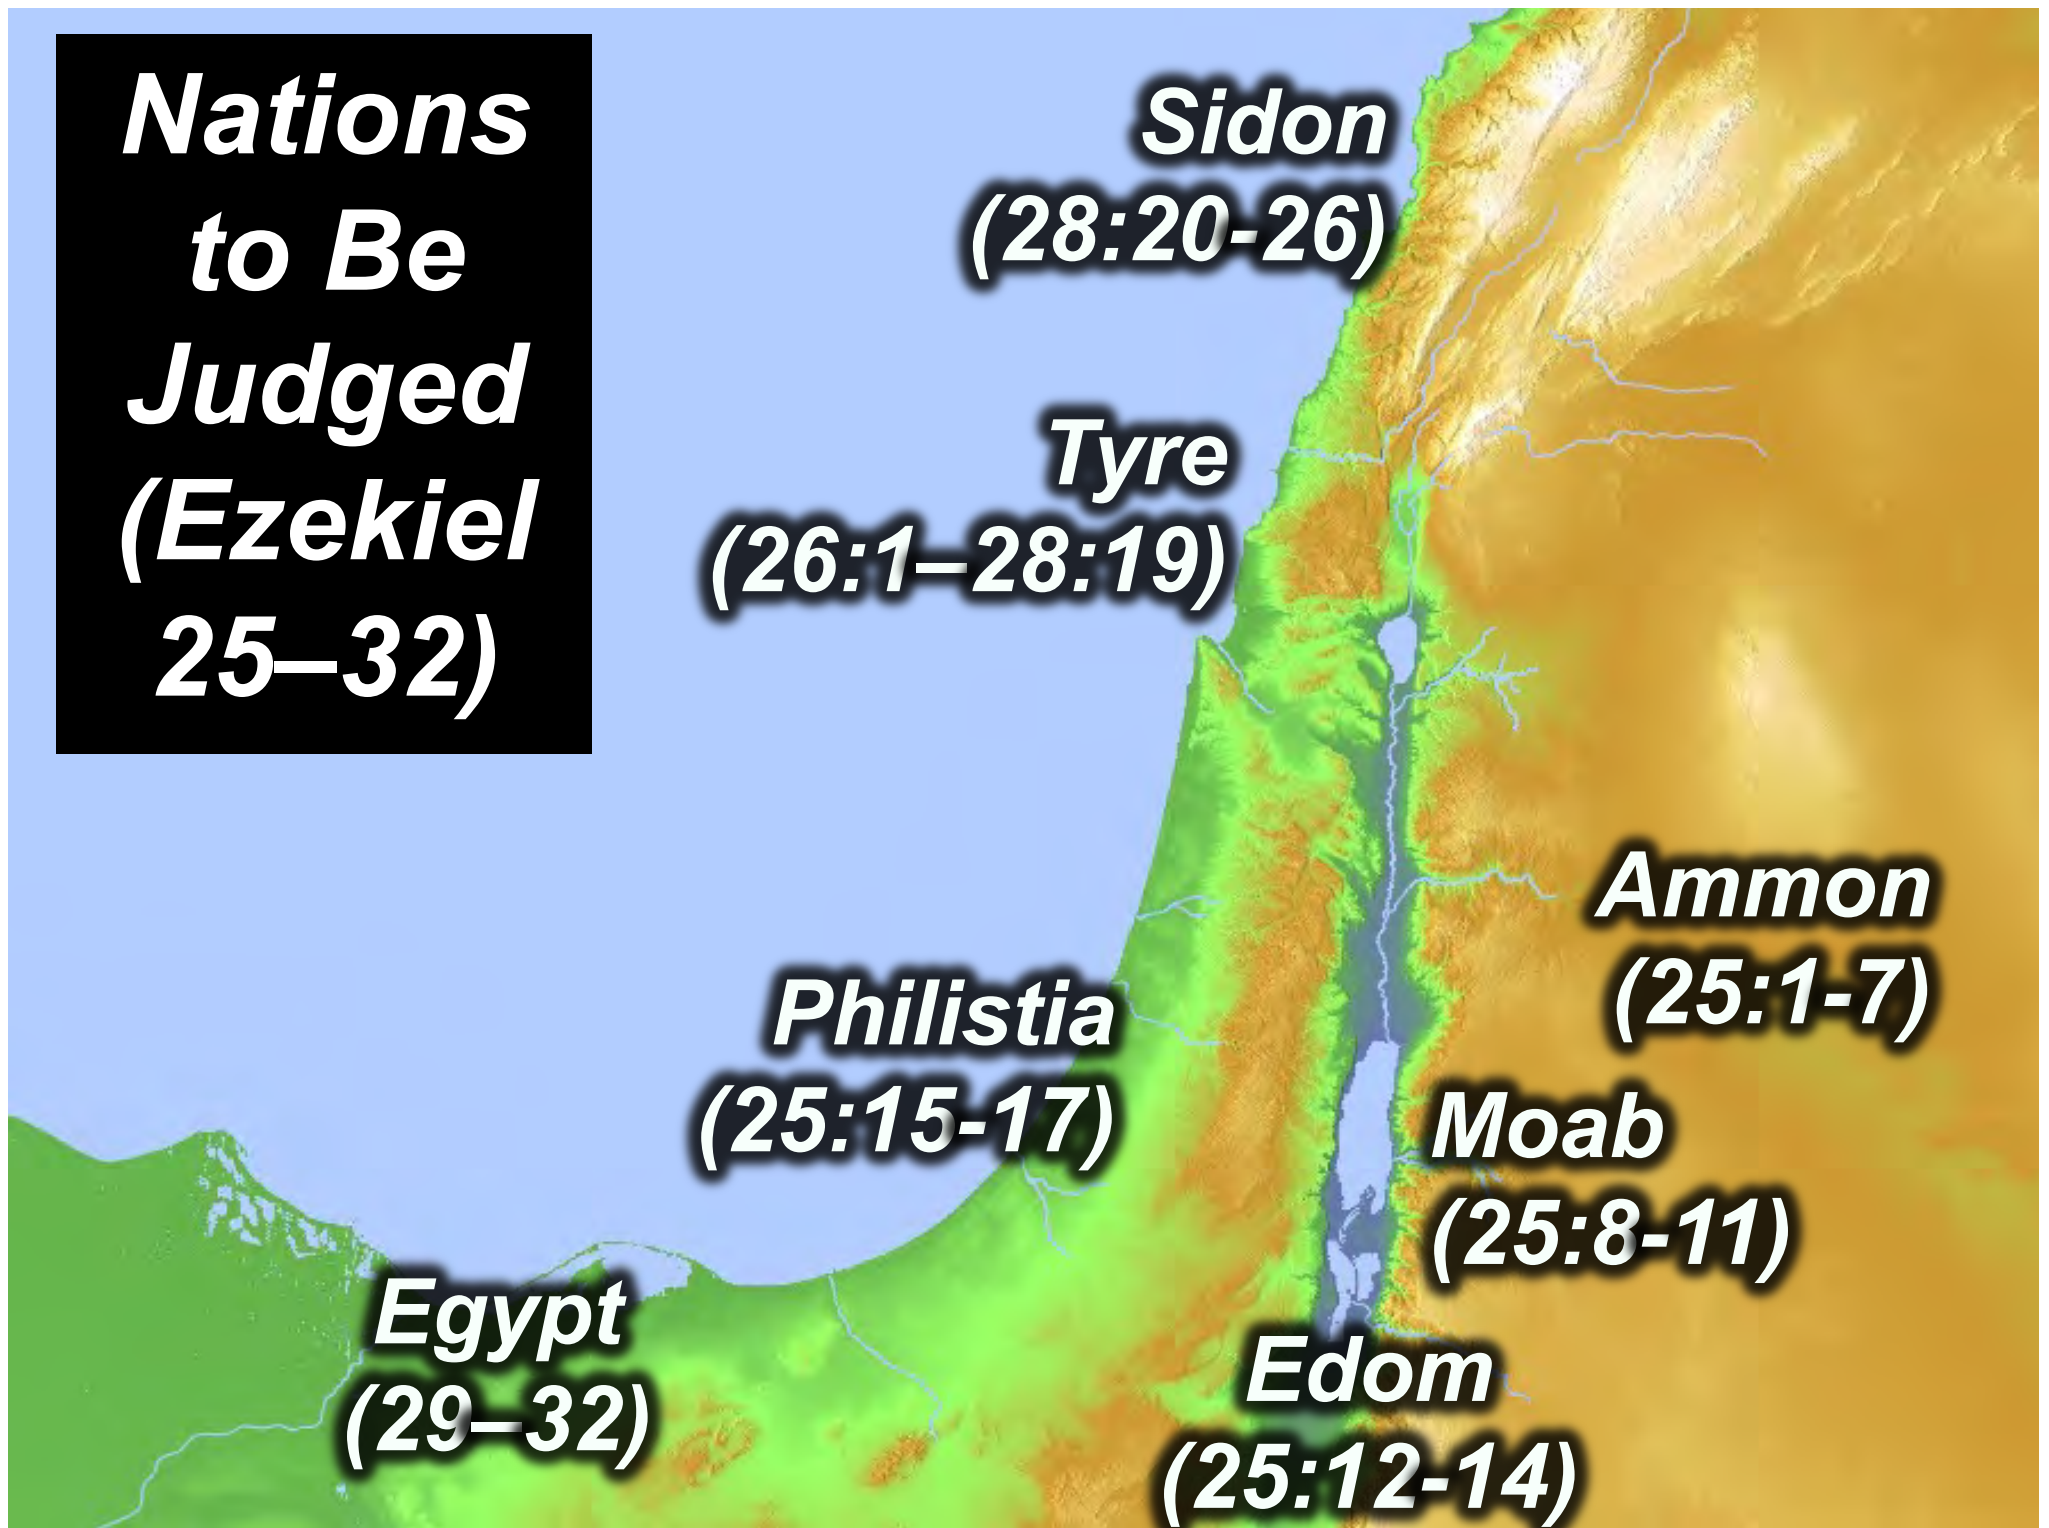 Nations
to Be
Judged
(Ezekiel
25–32)
Sidon
(28:20-26)
Tyre
(26:1–28:19)
Ammon
(25:1-7)
Philistia
(25:15-17)
Moab
(25:8-11)
Egypt
(29–32)
Edom
(25:12-14)